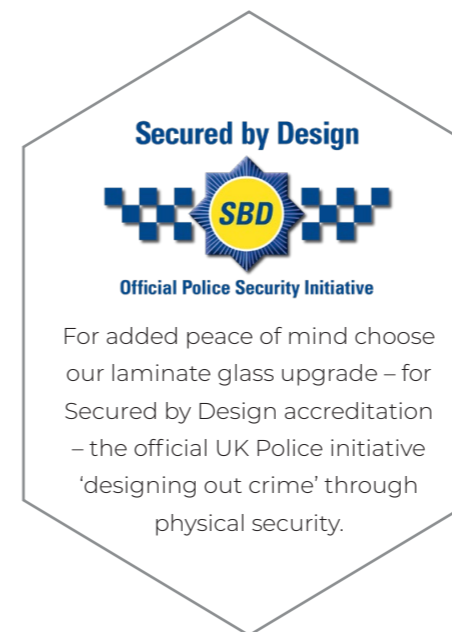 Secured by Design
SBD
Official Police Security Initiative
For added peace of mind choose
our laminate glass upgrade – for
Secured by Design accreditation
– the official UK Police initiative
‘designing out crime’ through
physical security.